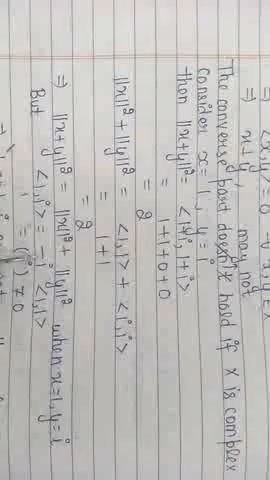 ⇒ <x,y> = 0 ∀ x,y ∈ X
⇒ x+y, may not
The converse part doesn't hold if X is complex
Consider x = 1, y = i
then ||x+y||² = <1+i, 1+i>
= 1+1+0+0
= 2
||x||² + ||y||² = <1,1> + <i,i>
= 1+1
= 2
⇒ ||x+y||² = ||x||² + ||y||² when x=1, y=i
But <1,i> = -i <1,1>
= (-i) ≠ 0